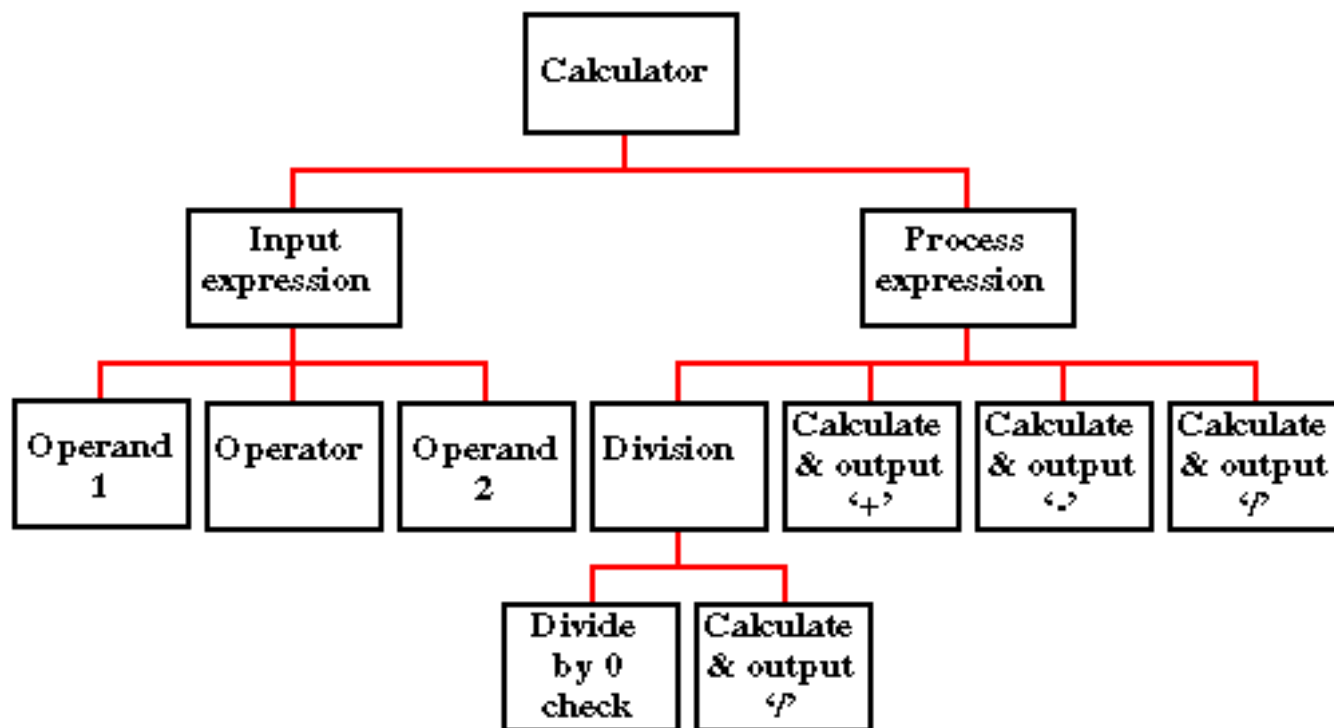 Calculator
Input
expression
Process
expression
Operand
1
Operator
Operand
2
Division
Calculate
& output
‘+’
Calculate
& output
‘-’
Calculate
& output
‘/’
Divide
by 0
check
Calculate
& output
‘/’